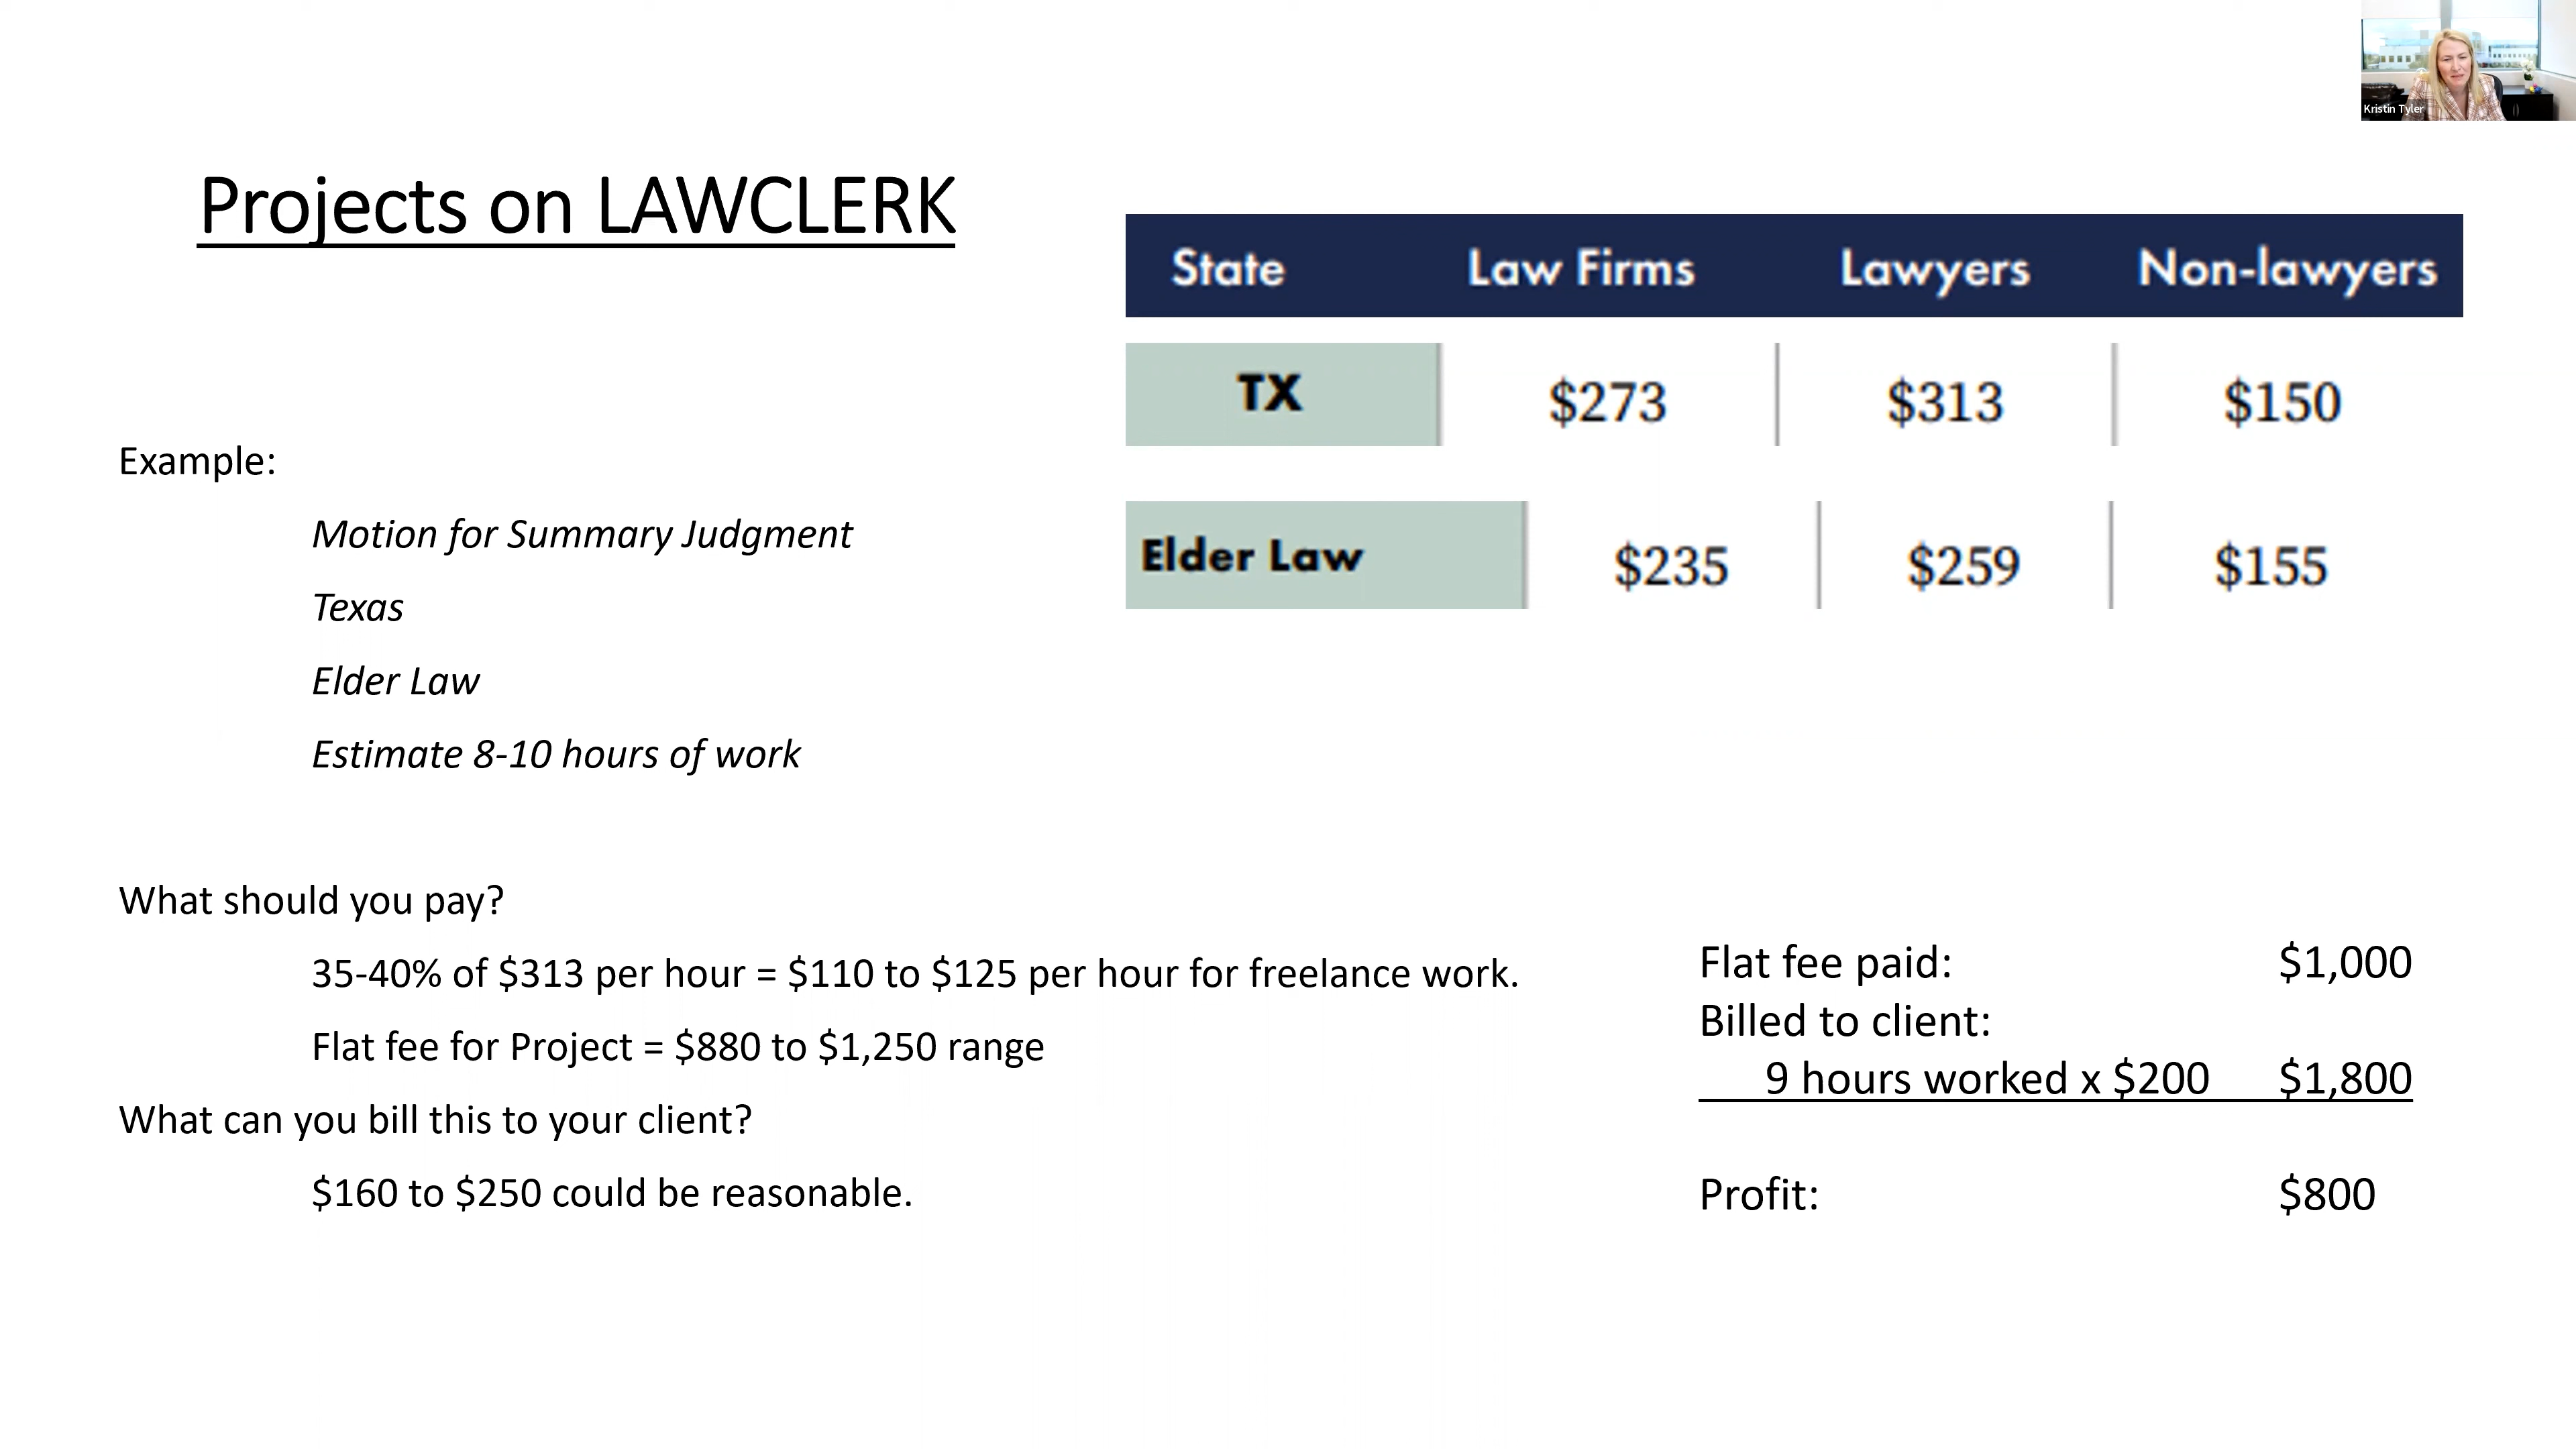 Kristin Tyler
Projects on LAWCLERK
State Law Firms Lawyers Non-lawyers
TX $273 $313 $150
Elder Law $235 $259 $155
Example:
Motion for Summary Judgment
Texas
Elder Law
Estimate 8-10 hours of work
What should you pay?
35-40% of $313 per hour = $110 to $125 per hour for freelance work.
Flat fee for Project = $880 to $1,250 range
What can you bill this to your client?
$160 to $250 could be reasonable.
Flat fee paid: $1,000
Billed to client:
9 hours worked x $200 $1,800
Profit: $800